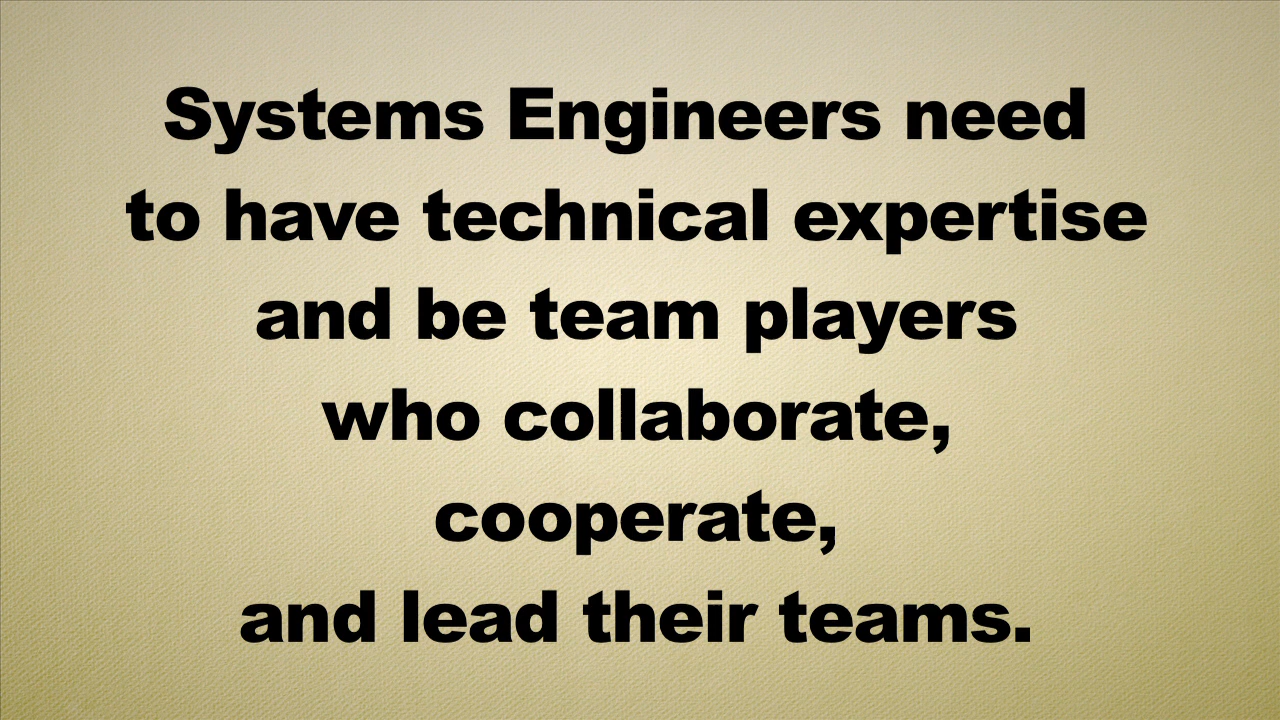 Systems Engineers need
to have technical expertise
and be team players
who collaborate,
cooperate,
and lead their teams.